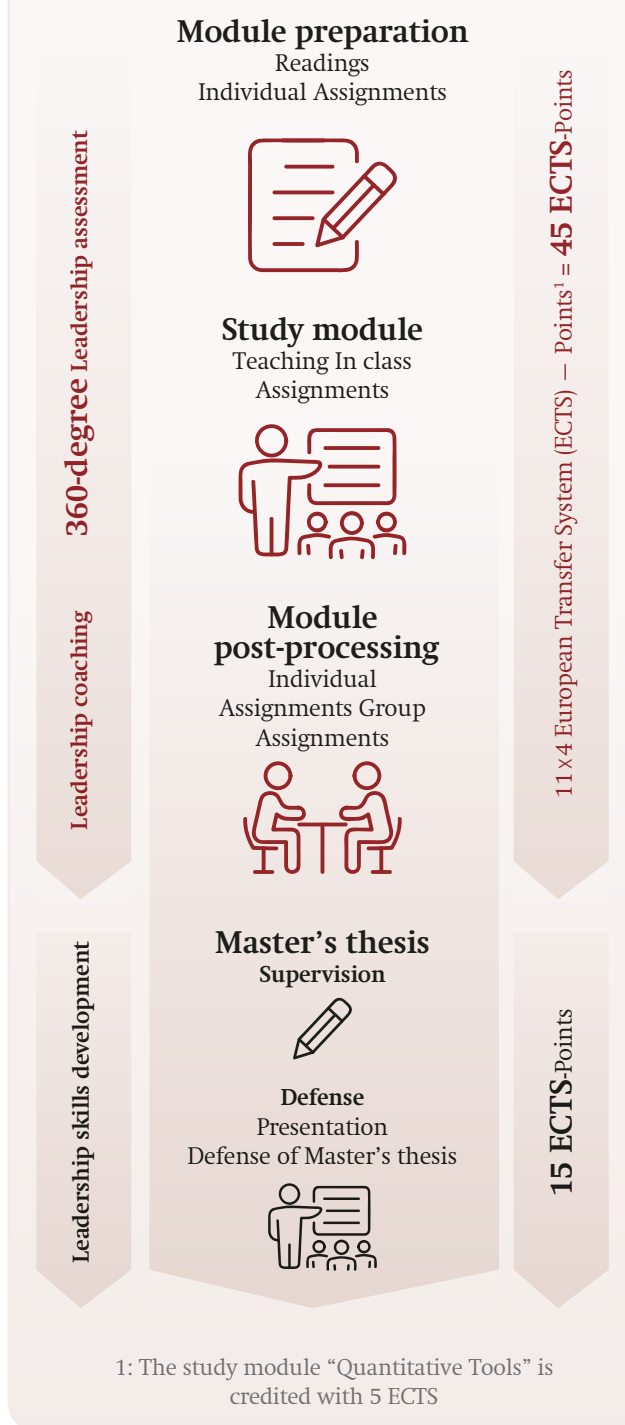 Module preparation
Readings
Individual Assignments
360-degree Leadership assessment
11x4 European Transfer System (ECTS) — Points¹ = 45 ECTS-Points
Study module
Teaching In class
Assignments
Leadership coaching
Module
post-processing
Individual
Assignments Group
Assignments
Master’s thesis
Supervision
Leadership skills development
15 ECTS-Points
Defense
Presentation
Defense of Master’s thesis
1: The study module “Quantitative Tools” is
credited with 5 ECTS